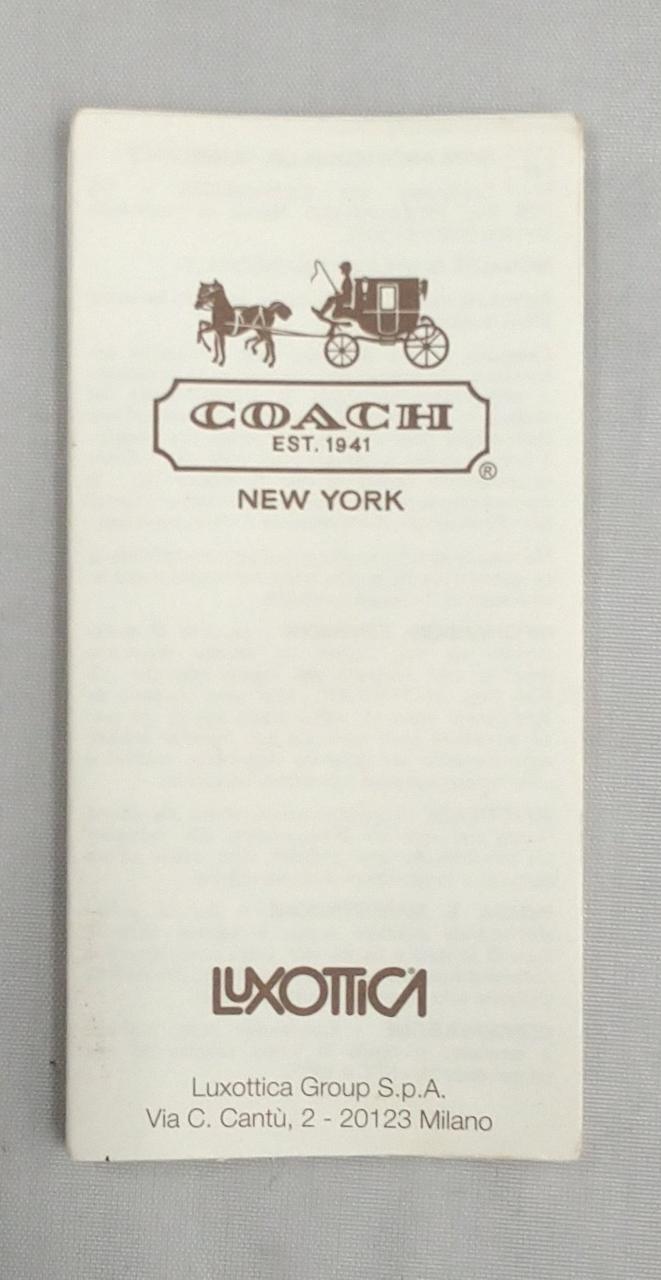 COACH
EST. 1941
®
NEW YORK
LUXOTTICA®
Luxottica Group S.p.A.
Via C. Cantù, 2 - 20123 Milano